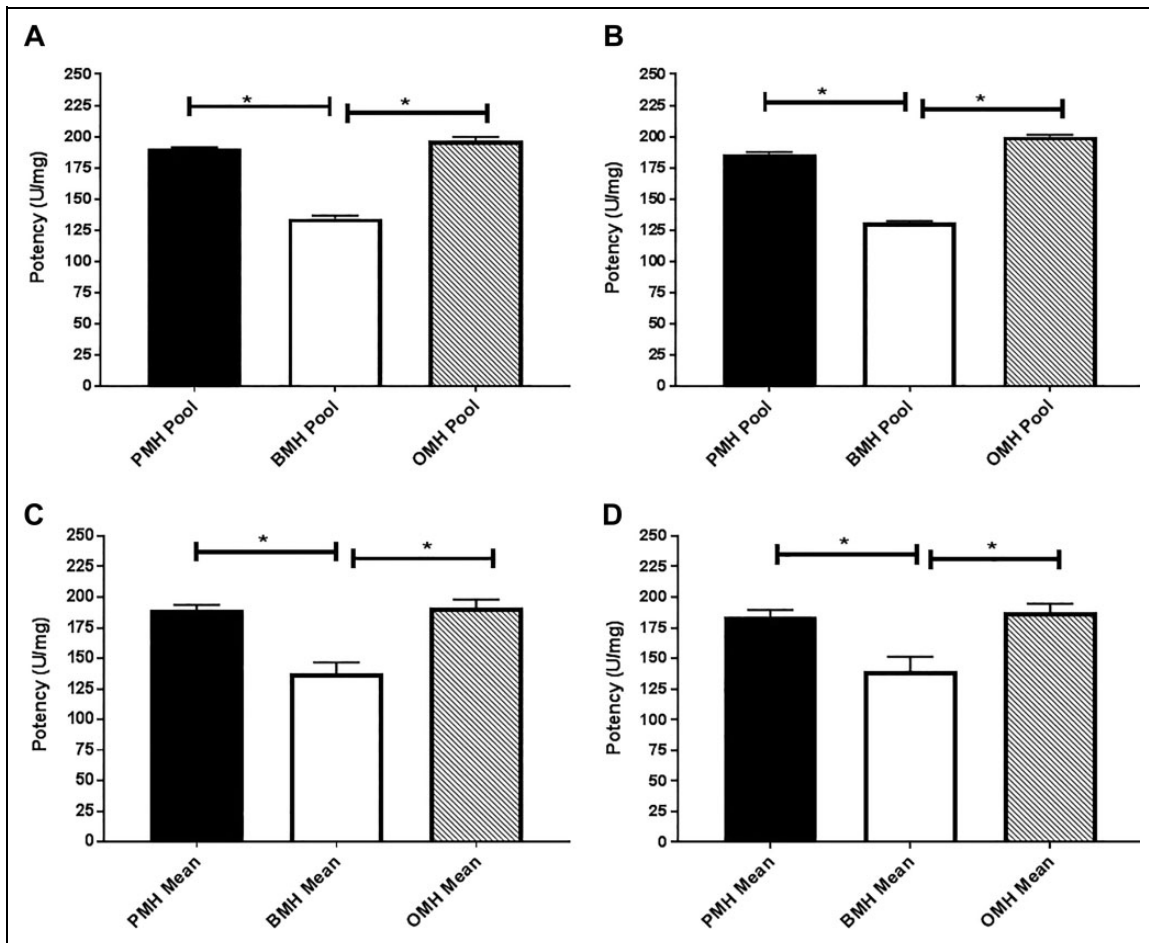 A
Potency (U/mg)
250
225
200
175
150
125
100
75
50
25
0
*
*
PMH Pool
BMH Pool
OMH Pool
B
Potency (U/mg)
250
225
200
175
150
125
100
75
50
25
0
*
*
PMH Pool
BMH Pool
OMH Pool
C
Potency (U/mg)
250
225
200
175
150
125
100
75
50
25
0
*
*
PMH Mean
BMH Mean
OMH Mean
D
Potency (U/mg)
250
225
200
175
150
125
100
75
50
25
0
*
*
PMH Mean
BMH Mean
OMH Mean